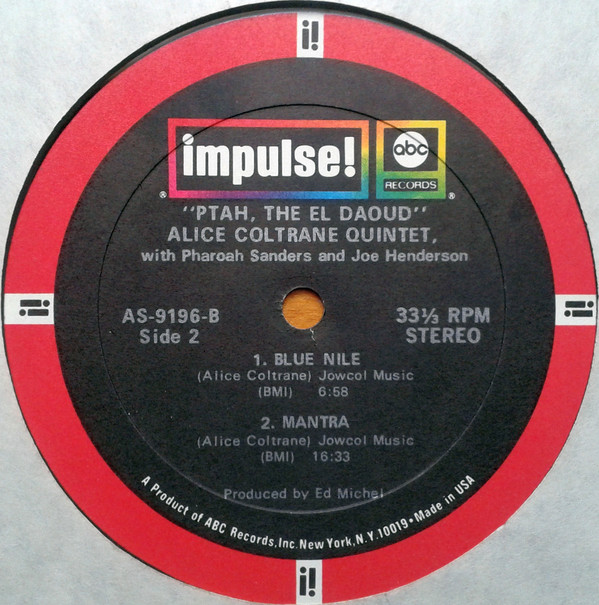 i!
impulse!
abc
RECORDS
®
®
"PTAH, THE EL DAOUD"
ALICE COLTRANE QUINTET,
with Pharoah Sanders and Joe Henderson
i!
i!
AS-9196-B
Side 2
33⅓ RPM
STEREO
1. BLUE NILE
(Alice Coltrane) Jowcol Music
(BMI) 6:58
2. MANTRA
(Alice Coltrane) Jowcol Music
(BMI) 16:33
Produced by Ed Michel
A Product of ABC Records, Inc. New York, N.Y. 10019 • Made in USA
i!